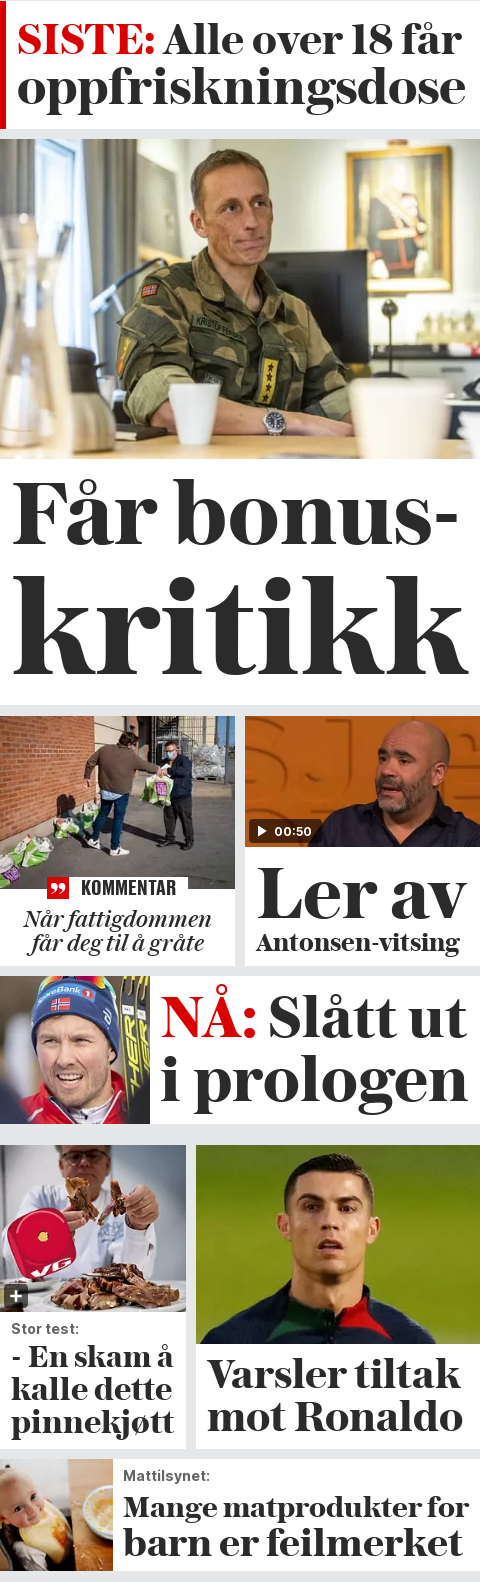 SISTE: Alle over 18 får
oppfriskningsdose
KRISTOFFERSEN
Får bonus-
kritikk
KOMMENTAR
Når fattigdommen
får deg til å gråte
00:50
Ler av
Antonsen-vitsing
NÅ: Slått ut
i prologen
VG
Stor test:
- En skam å
kalle dette
pinnekjøtt
Varsler tiltak
mot Ronaldo
Mattilsynet:
Mange matprodukter for
barn er feilmerket